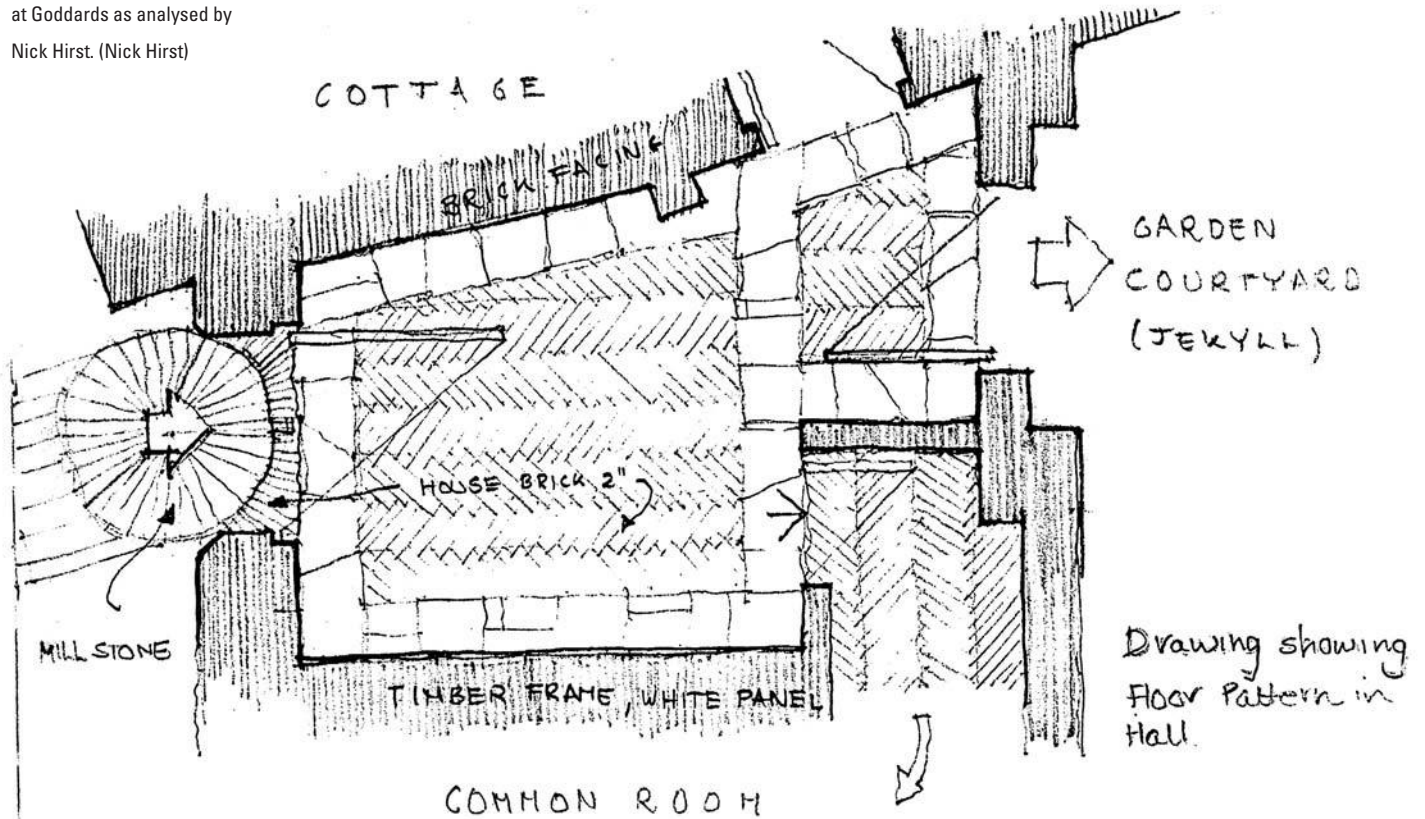 at Goddards as analysed by
Nick Hirst. (Nick Hirst)
COTTAGE
BRICK FACING
GARDEN
COURTYARD
(JEKYLL)
HOUSE BRICK 2"
MILL STONE
TIMBER FRAME, WHITE PANEL
Drawing showing
Floor Pattern in
Hall.
COMMON ROOM